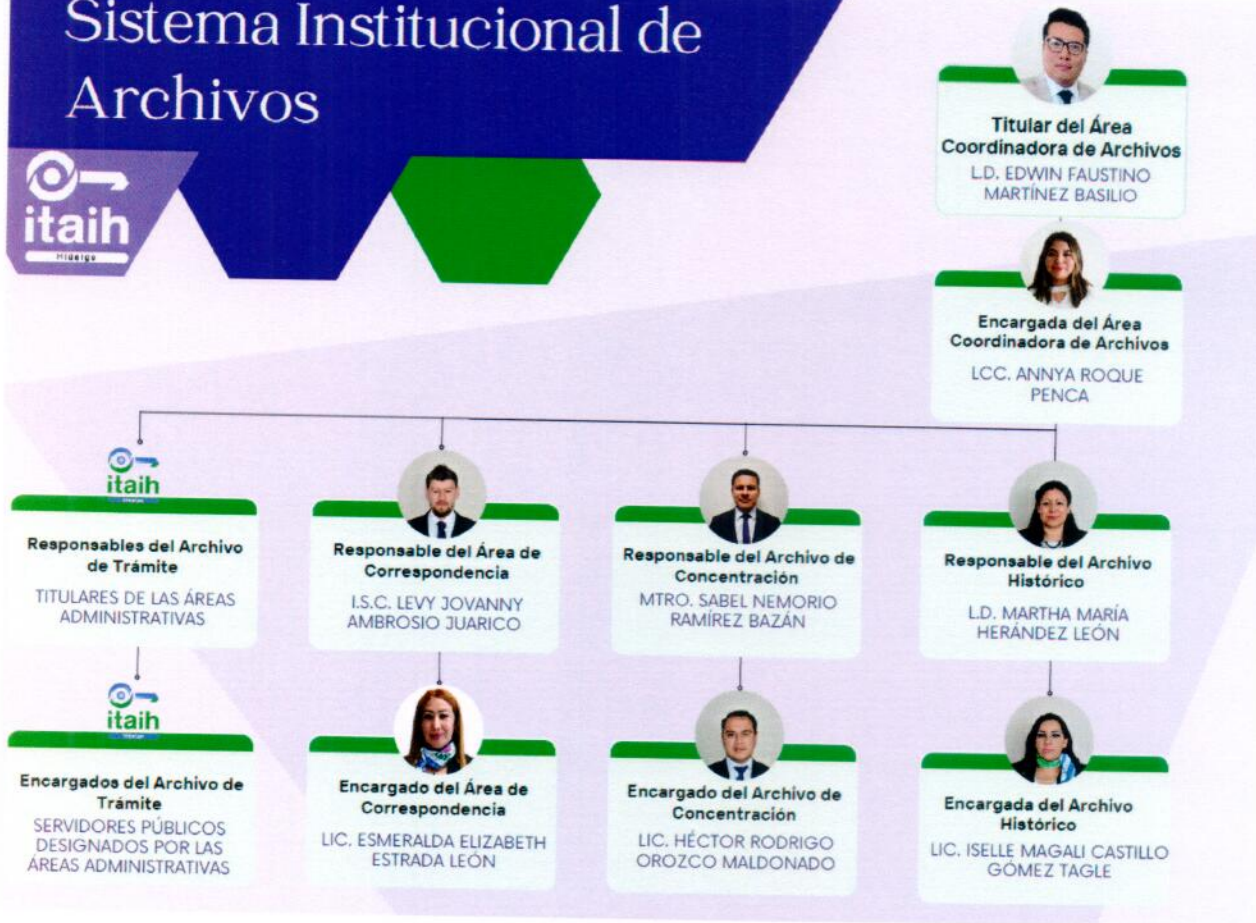 Sistema Institucional de
Archivos
itaih
Hidalgo
Titular del Área
Coordinadora de Archivos
L.D. EDWIN FAUSTINO
MARTÍNEZ BASILIO
Encargada del Área
Coordinadora de Archivos
LCC. ANNYA ROQUE
PENCA
itaih
Responsables del Archivo
de Trámite
TITULARES DE LAS ÁREAS
ADMINISTRATIVAS
Responsable del Área de
Correspondencia
I.S.C. LEVY JOVANNY
AMBROSIO JUARICO
Responsable del Archivo de
Concentración
MTRO. SABEL NEMORIO
RAMÍREZ BAZÁN
Responsable del Archivo
Histórico
L.D. MARTHA MARÍA
HERÁNDEZ LEÓN
itaih
Encargados del Archivo de
Trámite
SERVIDORES PÚBLICOS
DESIGNADOS POR LAS
ÁREAS ADMINISTRATIVAS
Encargado del Área de
Correspondencia
LIC. ESMERALDA ELIZABETH
ESTRADA LEÓN
Encargado del Archivo de
Concentración
LIC. HÉCTOR RODRIGO
OROZCO MALDONADO
Encargada del Archivo
Histórico
LIC. ISELLE MAGALI CASTILLO
GÓMEZ TAGLE